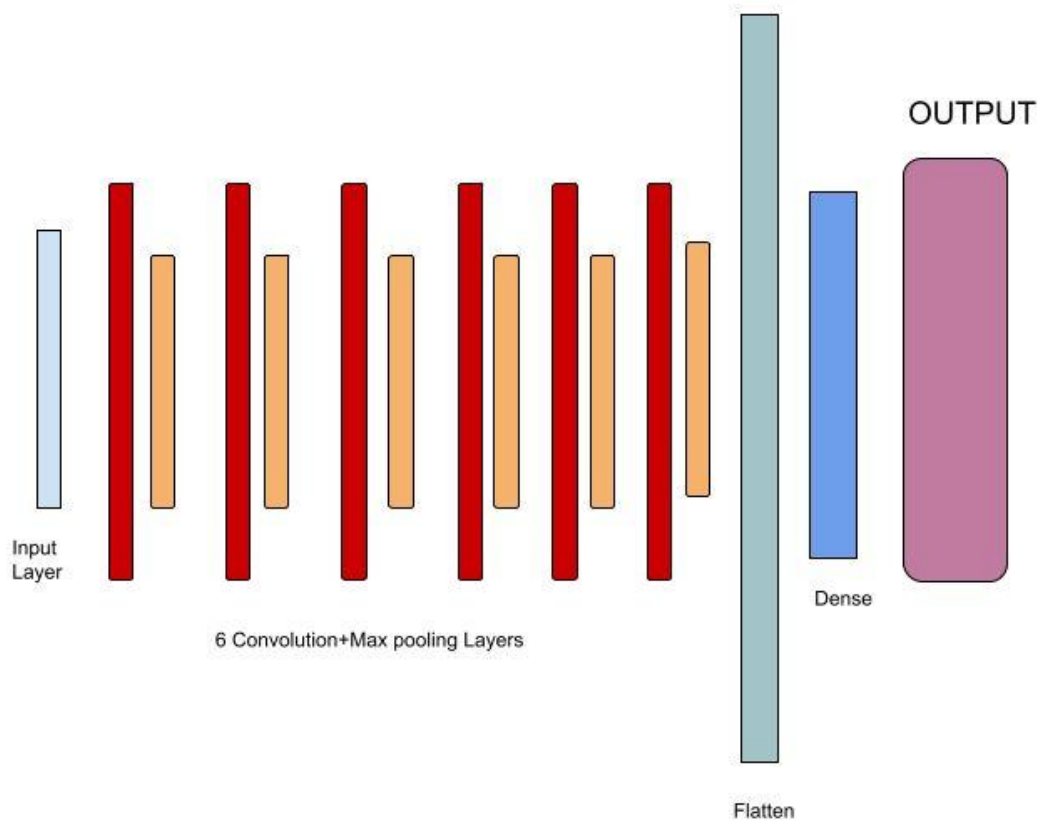 OUTPUT
Input
Layer
Dense
6 Convolution+Max pooling Layers
Flatten